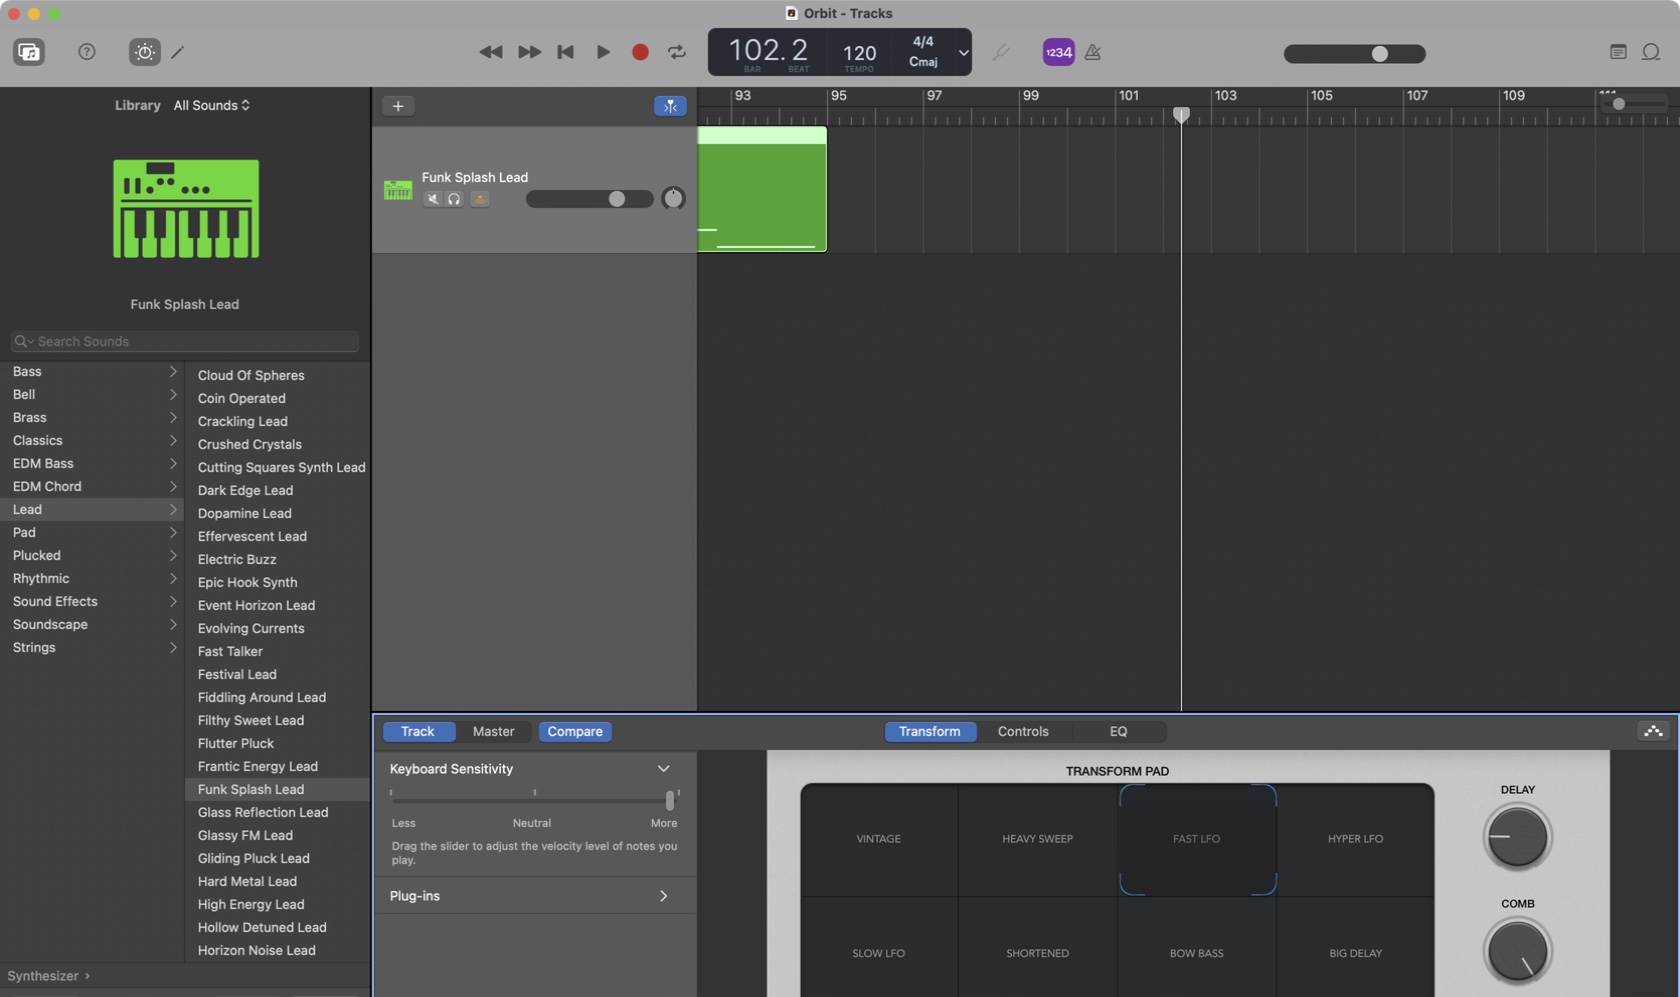 Orbit - Tracks
102.2
BAR BEAT
120
TEMPO
4/4
Cmaj
1234
Library All Sounds
93 95 97 99 101 103 105 107 109
Funk Splash Lead
Funk Splash Lead
Search Sounds
Bass
Bell
Brass
Classics
EDM Bass
EDM Chord
Lead
Pad
Plucked
Rhythmic
Sound Effects
Soundscape
Strings
Cloud Of Spheres
Coin Operated
Crackling Lead
Crushed Crystals
Cutting Squares Synth Lead
Dark Edge Lead
Dopamine Lead
Effervescent Lead
Electric Buzz
Epic Hook Synth
Event Horizon Lead
Evolving Currents
Fast Talker
Festival Lead
Fiddling Around Lead
Filthy Sweet Lead
Flutter Pluck
Frantic Energy Lead
Funk Splash Lead
Glass Reflection Lead
Glassy FM Lead
Gliding Pluck Lead
Hard Metal Lead
High Energy Lead
Hollow Detuned Lead
Horizon Noise Lead
Synthesizer ›
Track Master Compare
Transform Controls EQ
Keyboard Sensitivity
Less Neutral More
Drag the slider to adjust the velocity level of notes you
play.
Plug-ins
TRANSFORM PAD
VINTAGE HEAVY SWEEP FAST LFO HYPER LFO
SLOW LFO SHORTENED BOW BASS BIG DELAY
DELAY
COMB